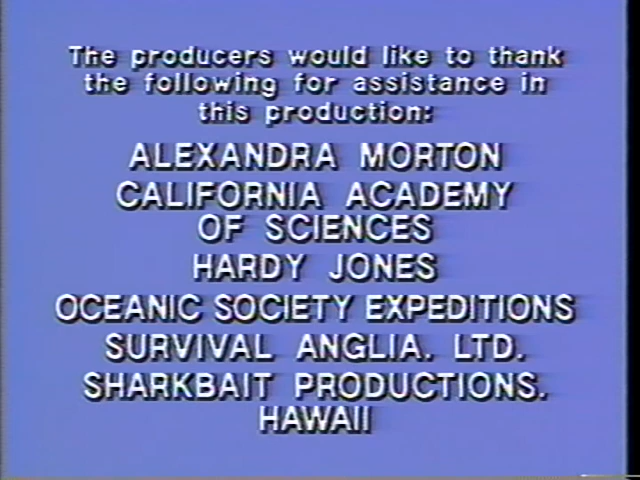 The producers would like to thank
the following for assistance in
this production:
ALEXANDRA MORTON
CALIFORNIA ACADEMY
OF SCIENCES
HARDY JONES
OCEANIC SOCIETY EXPEDITIONS
SURVIVAL ANGLIA. LTD.
SHARKBAIT PRODUCTIONS.
HAWAII